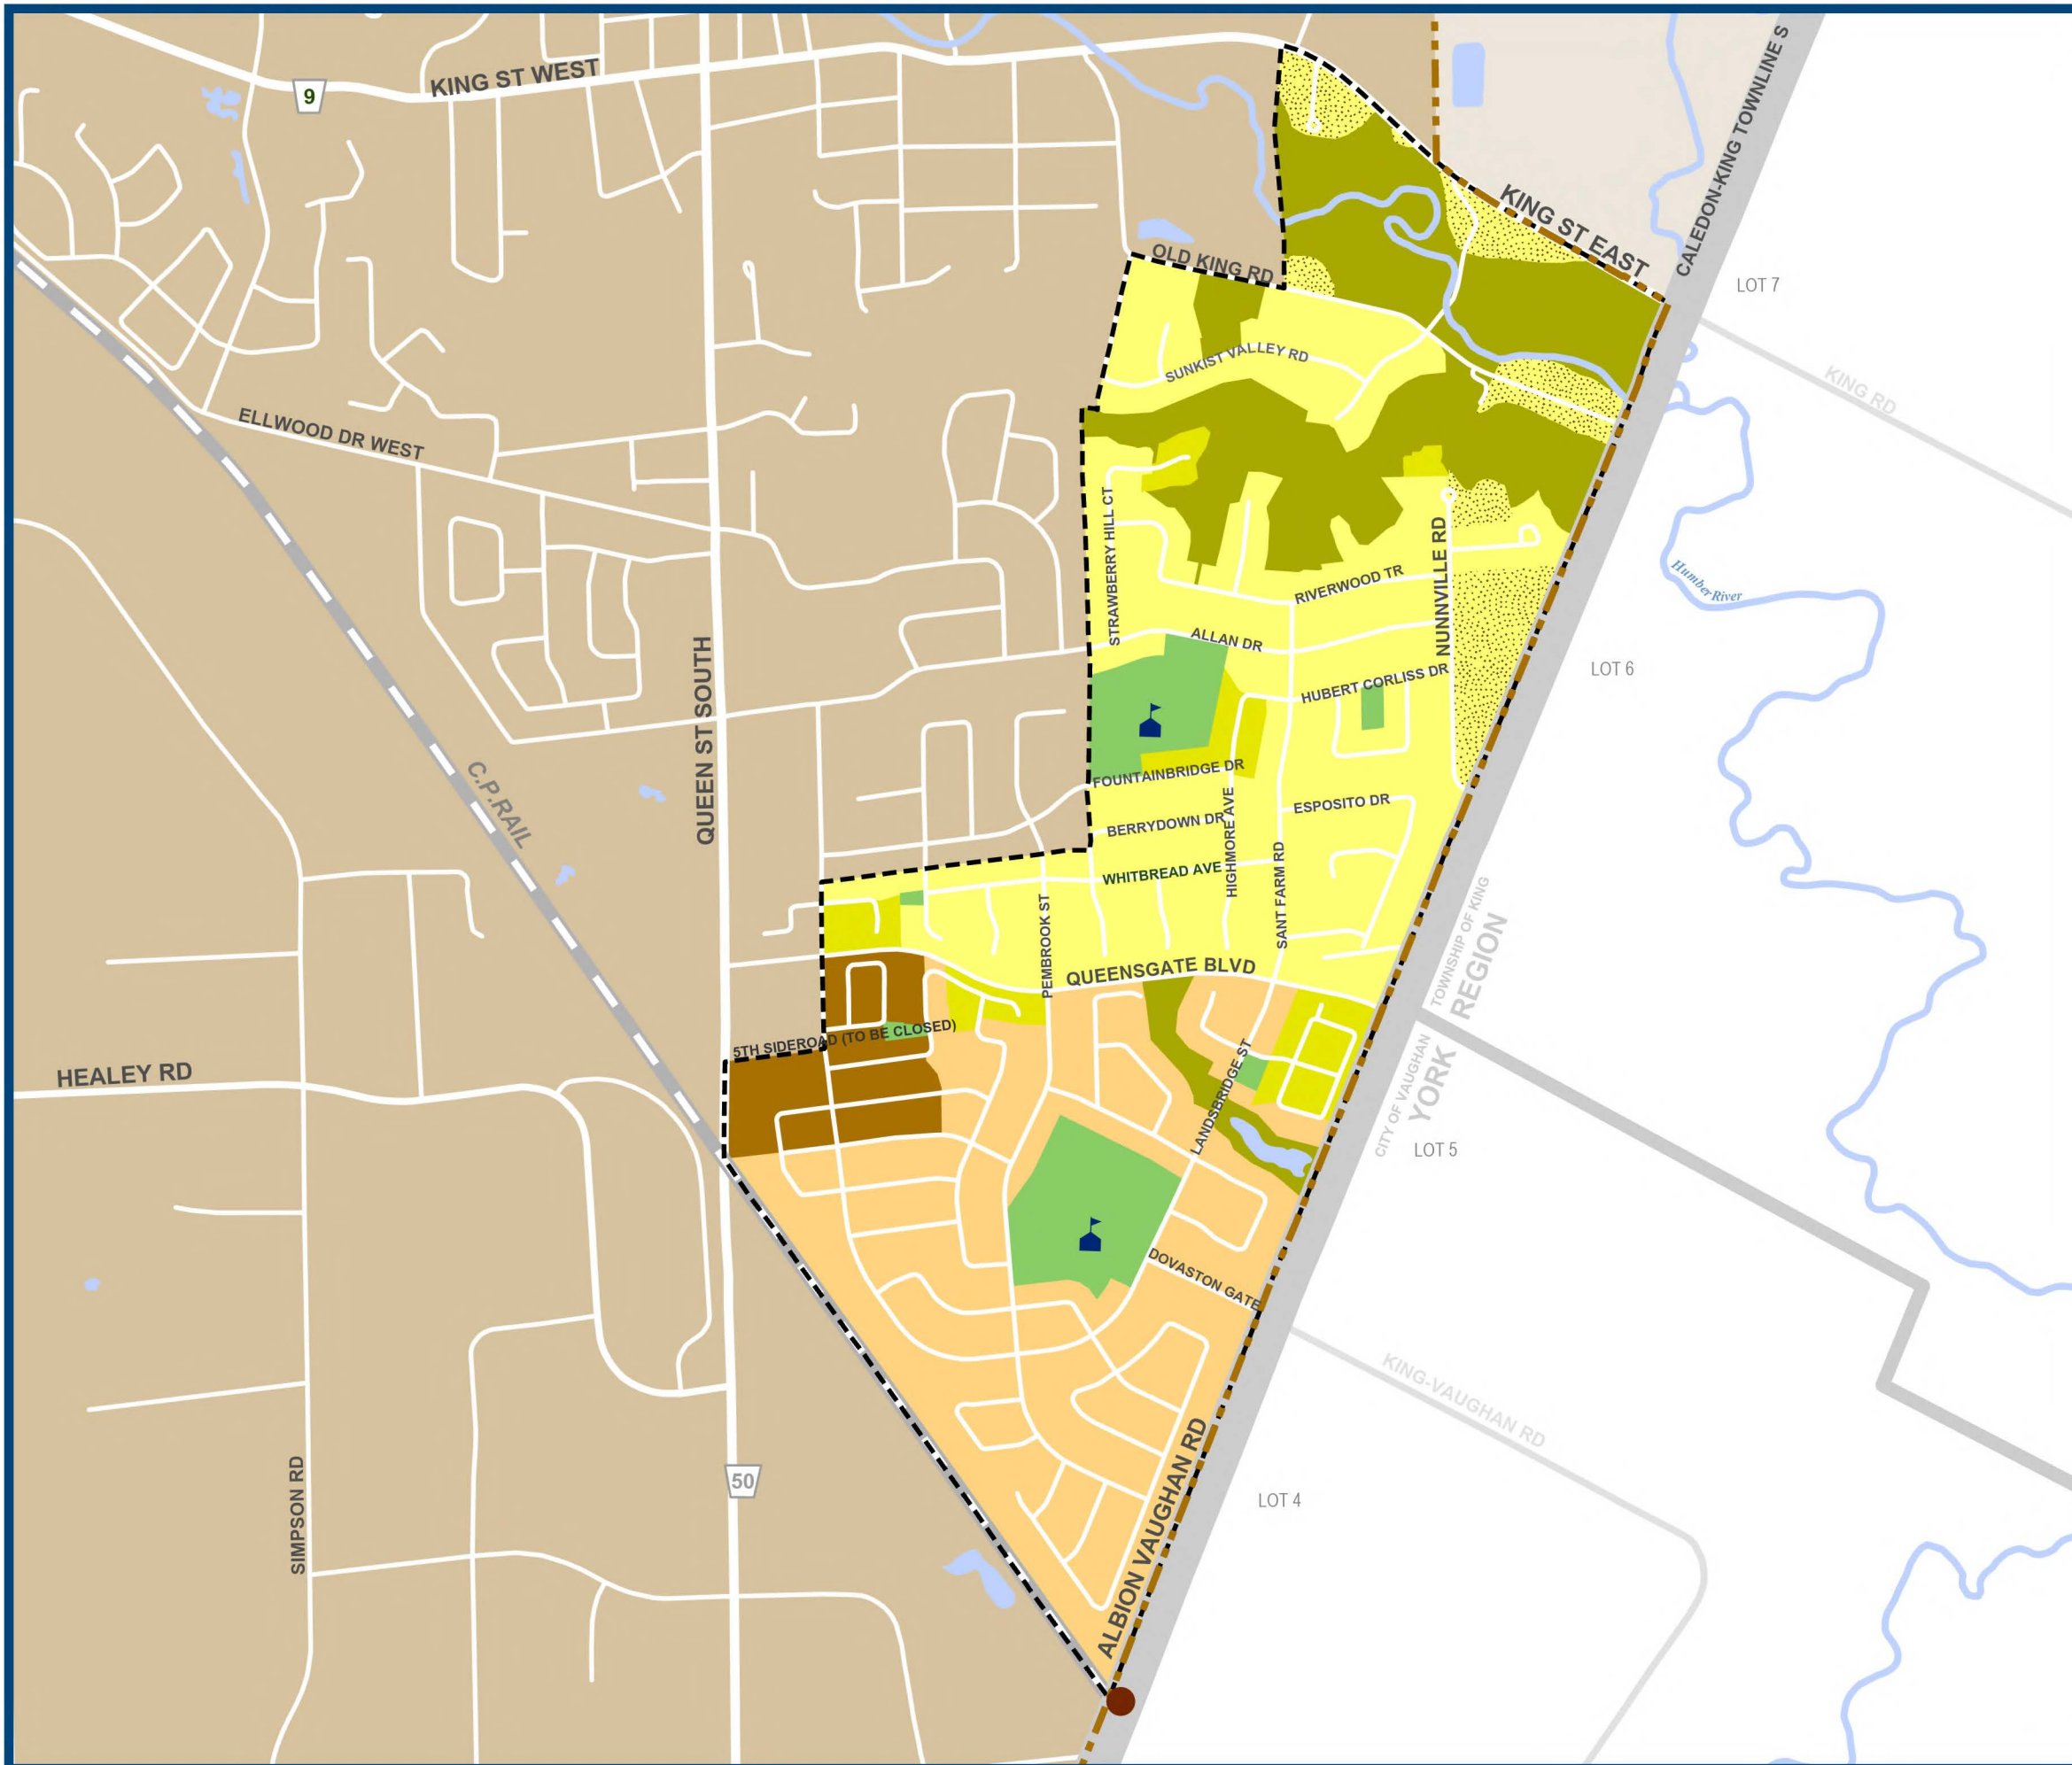 KING ST WEST
9
CALEDON-KING TOWNLINE S
KING ST EAST
OLD KING RD
LOT 7
SUNKIST VALLEY RD
KING RD
ELLWOOD DR WEST
STRAWBERRY HILL CT
NUNNVILLE RD
RIVERWOOD TR
Humber River
ALLAN DR
LOT 6
HUBERT CORLISS DR
QUEEN ST SOUTH
C.P.RAIL
FOUNTAINBRIDGE DR
ESPOSITO DR
BERRYDOWN DR
HIGHMORE AVE
WHITBREAD AVE
SANT FARM RD
PEMBROOK ST
TOWNSHIP OF KING
REGION
QUEENSGATE BLVD
5TH SIDEROAD (TO BE CLOSED)
HEALEY RD
LANDSBRIDGE ST
CITY OF VAUGHAN
YORK
LOT 5
DOVASTON GATE
KING-VAUGHAN RD
50
SIMPSON RD
LOT 4
ALBION VAUGHAN RD